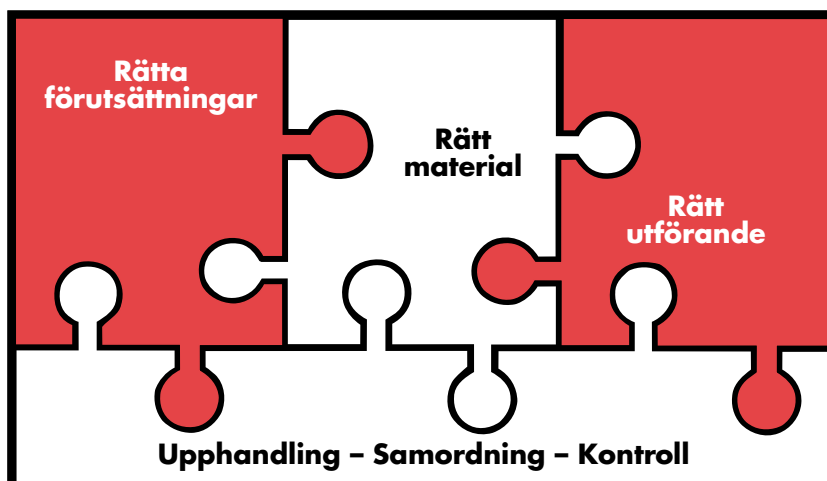 Rätta
förutsättningar
Rätt
material
Rätt
utförande
Upphandling – Samordning – Kontroll